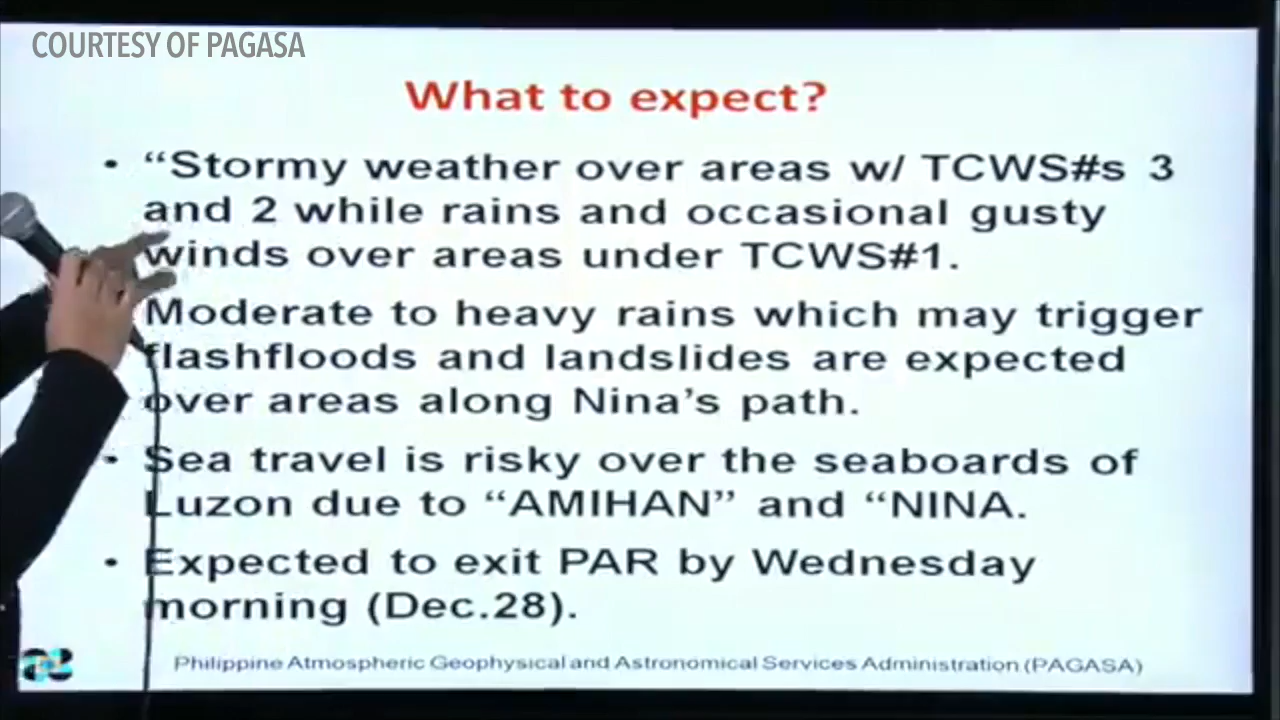 COURTESY OF PAGASA
What to expect?
• “Stormy weather over areas w/ TCWS#s 3
and 2 while rains and occasional gusty
winds over areas under TCWS#1.
Moderate to heavy rains which may trigger
flashfloods and landslides are expected
over areas along Nina’s path.
• Sea travel is risky over the seaboards of
Luzon due to “AMIHAN” and “NINA.
• Expected to exit PAR by Wednesday
morning (Dec.28).
Philippine Atmospheric Geophysical and Astronomical Services Administration (PAGASA)